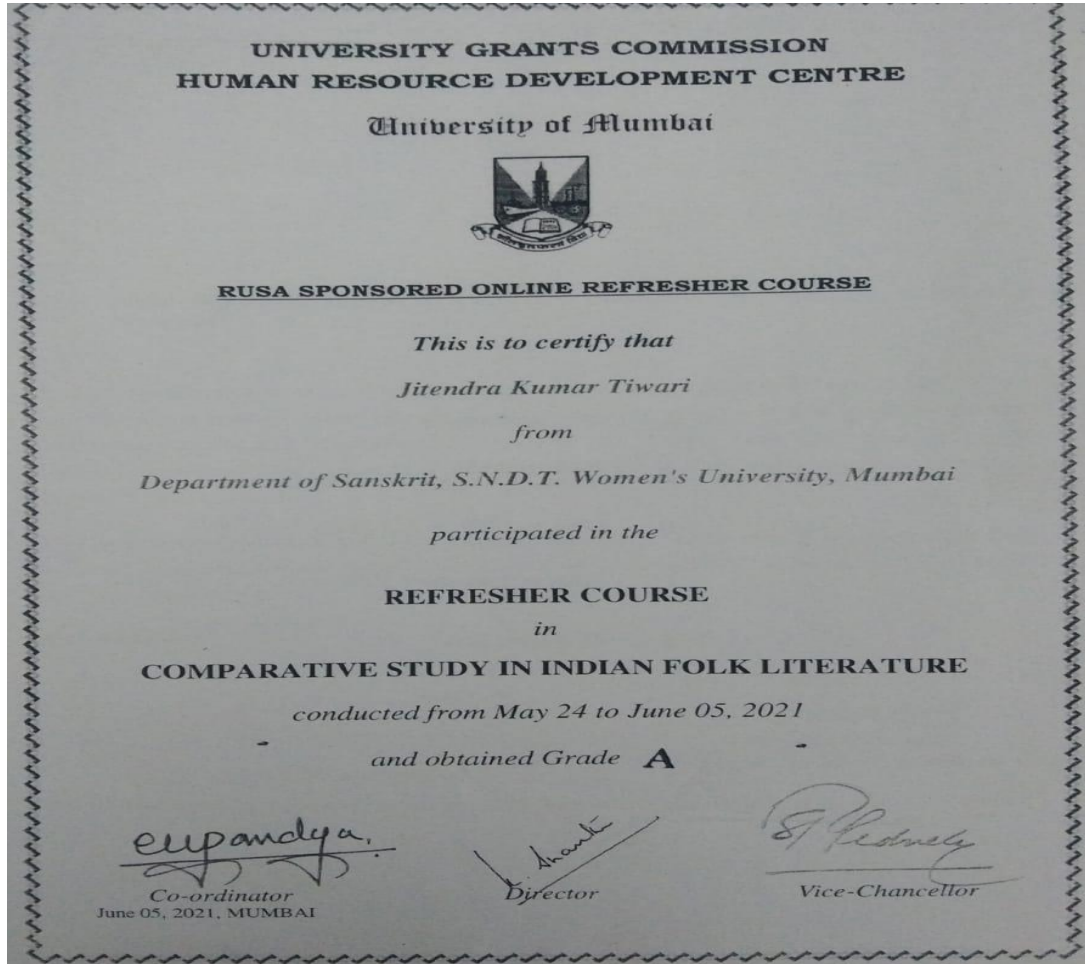 UNIVERSITY GRANTS COMMISSION
HUMAN RESOURCE DEVELOPMENT CENTRE
University of Mumbai
RUSA SPONSORED ONLINE REFRESHER COURSE
This is to certify that
Jitendra Kumar Tiwari
from
Department of Sanskrit, S.N.D.T. Women's University, Mumbai
participated in the
REFRESHER COURSE
in
COMPARATIVE STUDY IN INDIAN FOLK LITERATURE
conducted from May 24 to June 05, 2021
and obtained Grade A
Co-ordinator Director Vice-Chancellor
June 05, 2021, MUMBAI